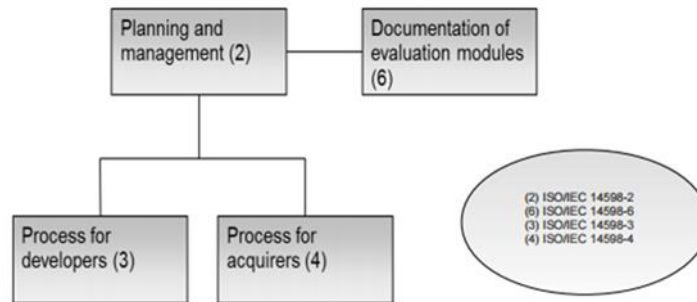 Planning and
management (2)
Documentation of
evaluation modules
(6)
Process for
developers (3)
Process for
acquirers (4)
(2) ISO/IEC 14598-2
(6) ISO/IEC 14598-6
(3) ISO/IEC 14598-3
(4) ISO/IEC 14598-4